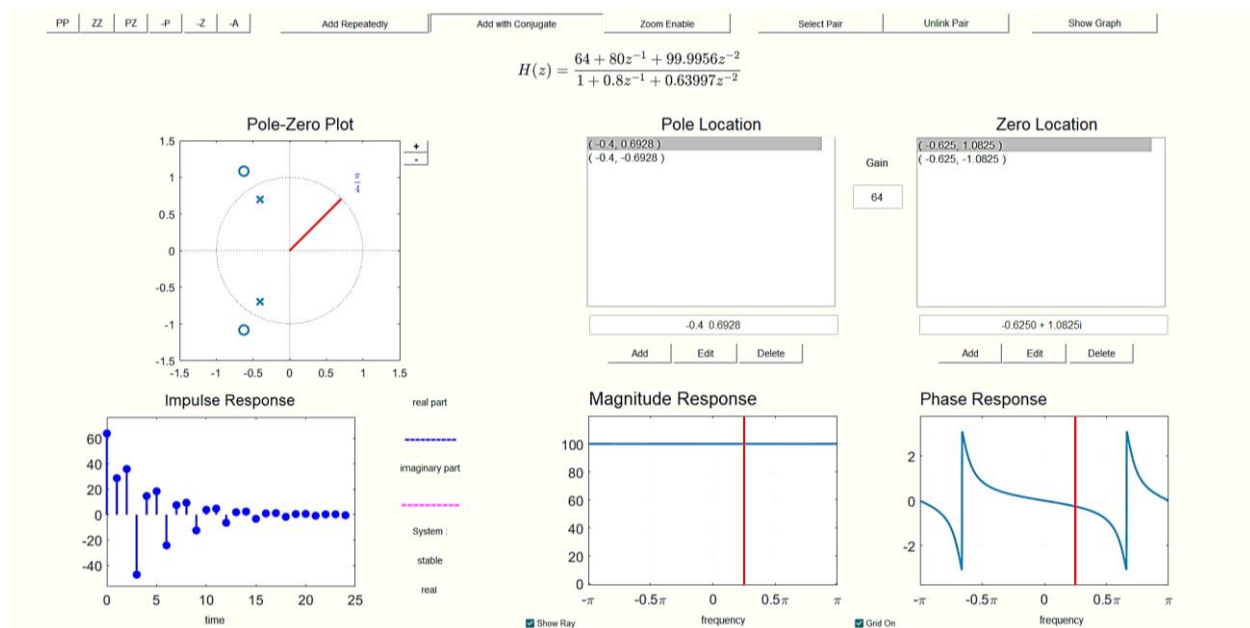 PP ZZ PZ -P -Z -A Add Repeatedly Add with Conjugate Zoom Enable Select Pair Unlink Pair Show Graph
H(z) = \frac{64 + 80z^{-1} + 99.9956z^{-2}}{1 + 0.8z^{-1} + 0.63997z^{-2}}
Pole-Zero Plot
+
-
1.5
1
0.5
0
-0.5
-1
-1.5
-1.5 -1 -0.5 0 0.5 1 1.5
Pole Location
( -0.4, 0.6928 )
( -0.4, -0.6928 )
-0.4 0.6928
Add Edit Delete
Gain
64
Zero Location
( -0.625, 1.0825 )
( -0.625, -1.0825 )
-0.6250 + 1.0825i
Add Edit Delete
Impulse Response
60
40
20
0
-20
-40
0 5 10 15 20 25
time
real part
imaginary part
System :
stable
real
Magnitude Response
100
80
60
40
20
0
-π -0.5π 0 0.5π π
Show Ray frequency
Phase Response
2
0
-2
-π -0.5π 0 0.5π π
Grid On frequency